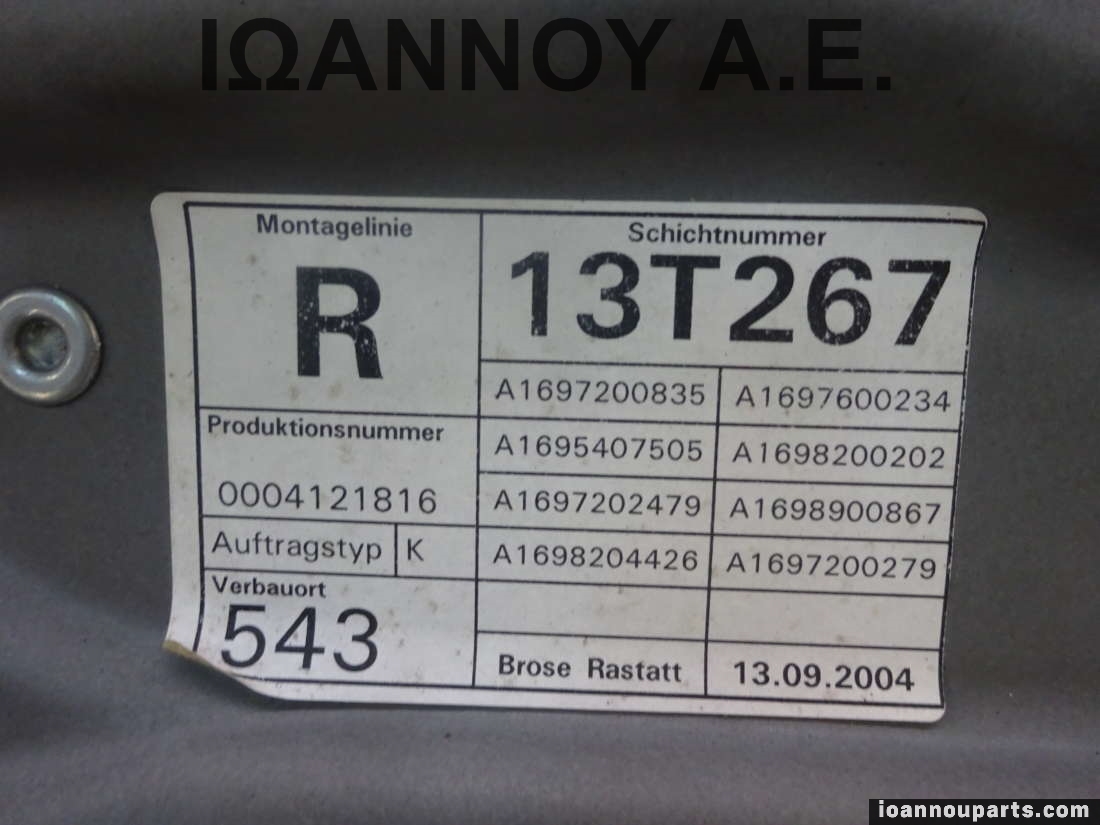 ΙΩΑΝΝΟΥ Α.Ε.
Montagelinie
R
Schichtnummer
13T267
A1697200835 A1697600234
A1695407505 A1698200202
A1697202479 A1698900867
A1698204426 A1697200279
Produktionsnummer
0004121816
Auftragstyp K
Verbauort
543
Brose Rastatt 13.09.2004
ioannouparts.com